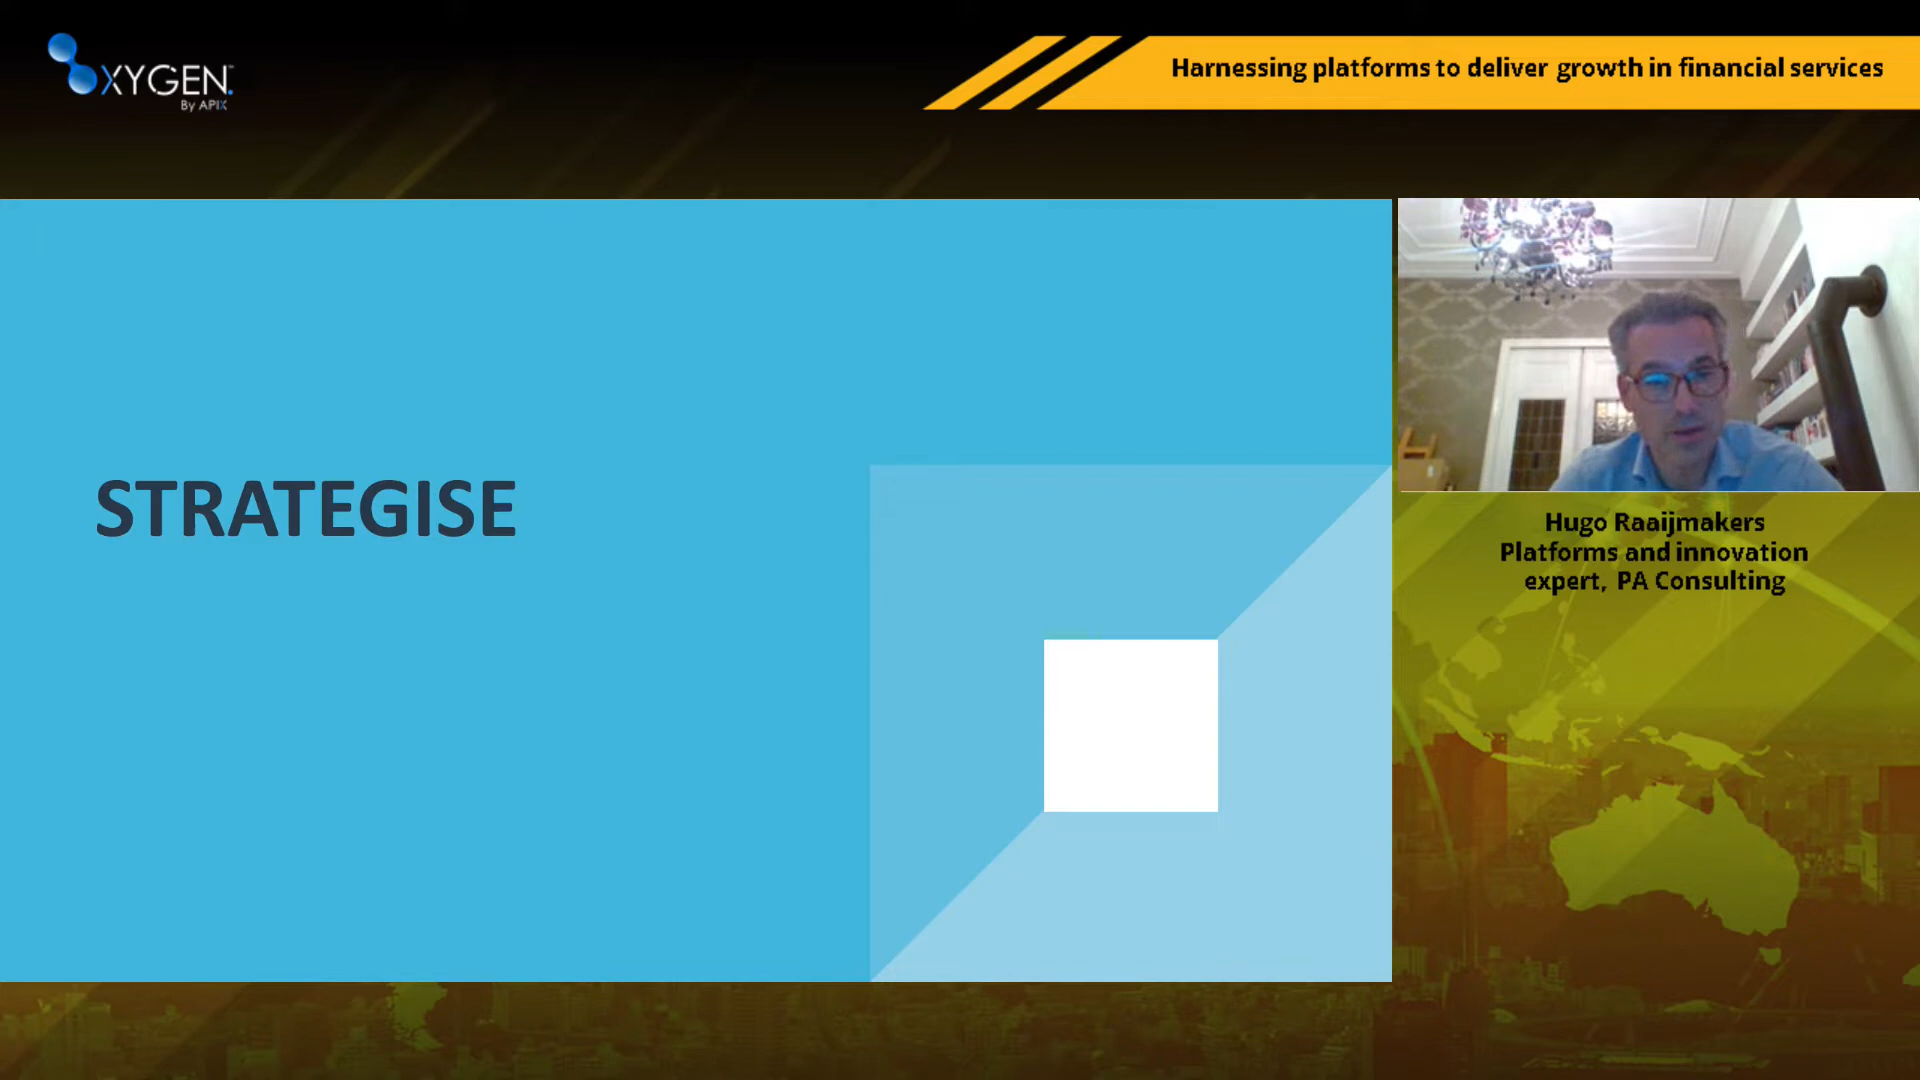 OXYGEN™
By APIX
Harnessing platforms to deliver growth in financial services
STRATEGISE
Hugo Raaijmakers
Platforms and innovation
expert, PA Consulting